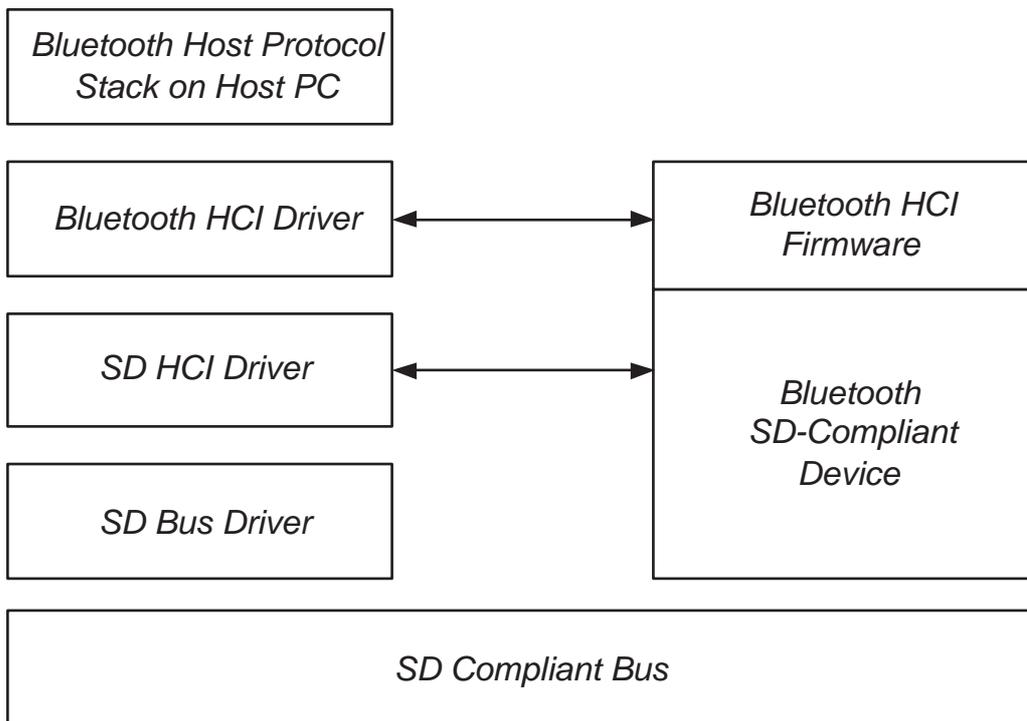 Bluetooth Host Protocol
Stack on Host PC
Bluetooth HCI Driver
Bluetooth HCI
Firmware
SD HCI Driver
Bluetooth
SD-Compliant
Device
SD Bus Driver
SD Compliant Bus